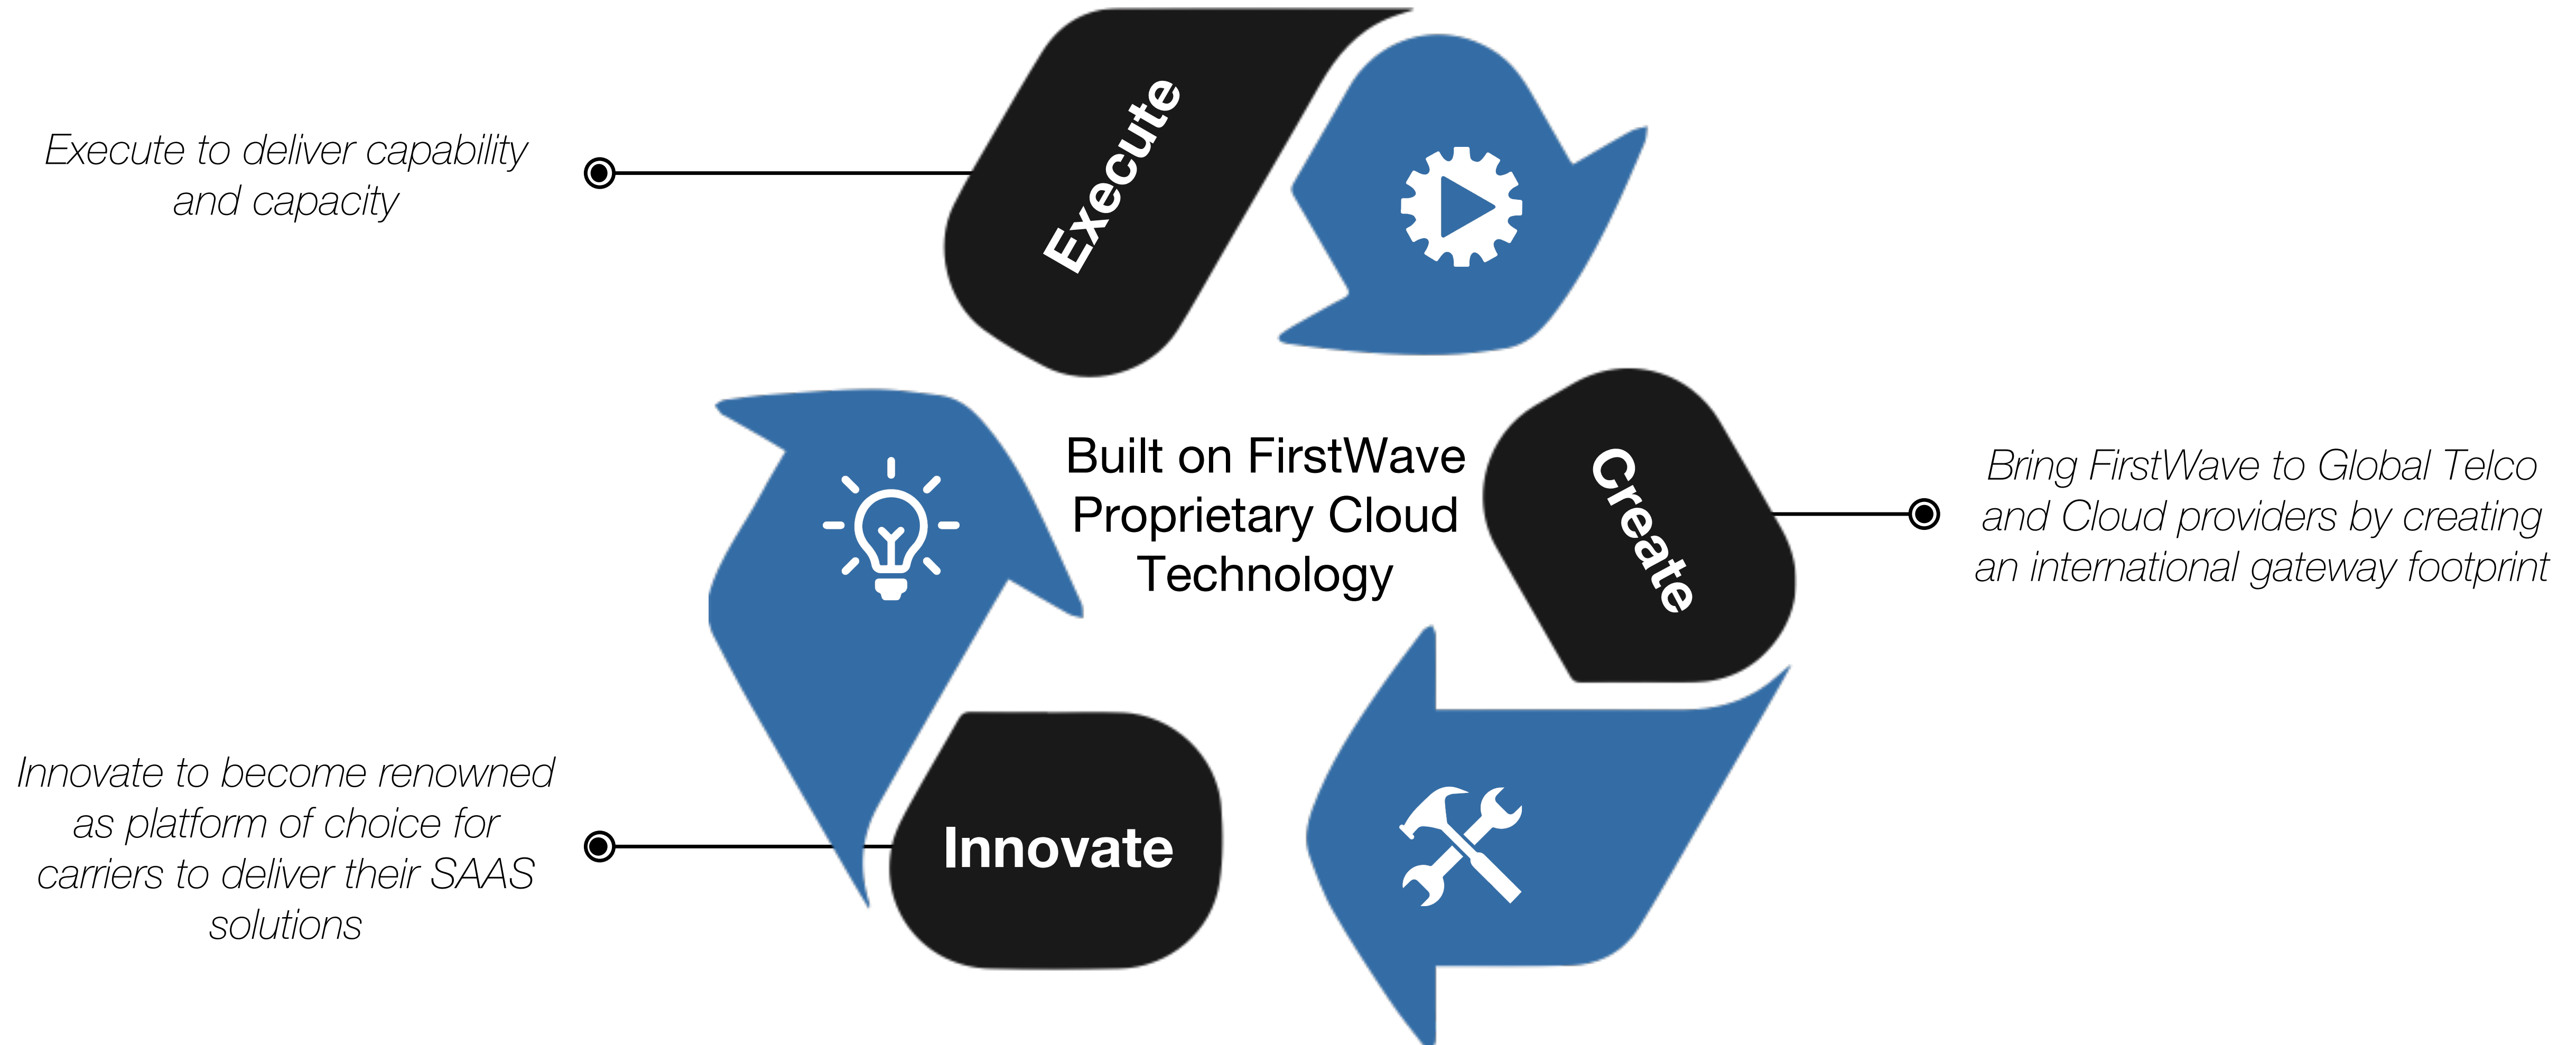 Execute
Execute to deliver capability
and capacity
Built on FirstWave
Proprietary Cloud
Technology
Create
Bring FirstWave to Global Telco
and Cloud providers by creating
an international gateway footprint
Innovate to become renowned
as platform of choice for
carriers to deliver their SAAS
solutions
Innovate